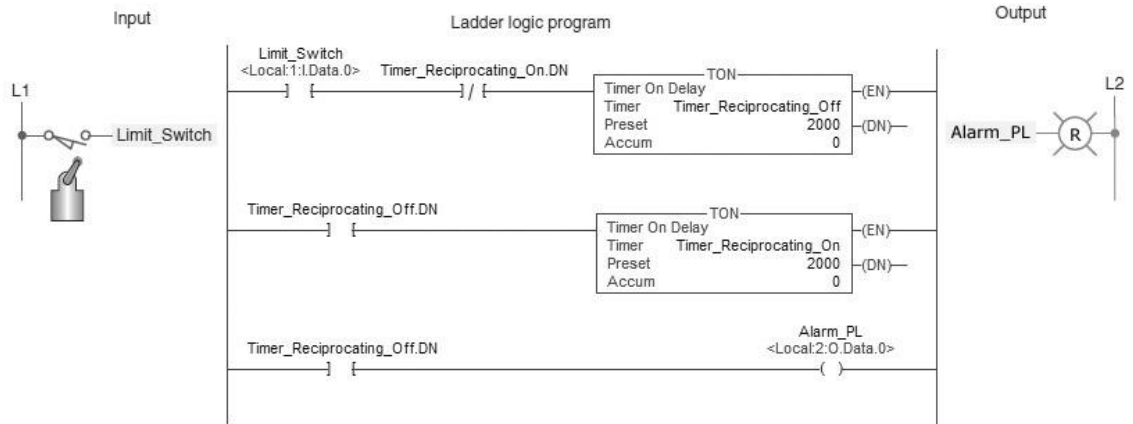 Input
Ladder logic program
Output
Limit_Switch
<Local:1:I.Data.0>
Timer_Reciprocating_On.DN
TON
Timer On Delay
Timer Timer_Reciprocating_Off
Preset 2000
Accum 0
(EN)
(DN)
L1
Limit_Switch
L2
Alarm_PL
R
Timer_Reciprocating_Off.DN
TON
Timer On Delay
Timer Timer_Reciprocating_On
Preset 2000
Accum 0
(EN)
(DN)
Timer_Reciprocating_Off.DN
Alarm_PL
<Local:2:O.Data.0>